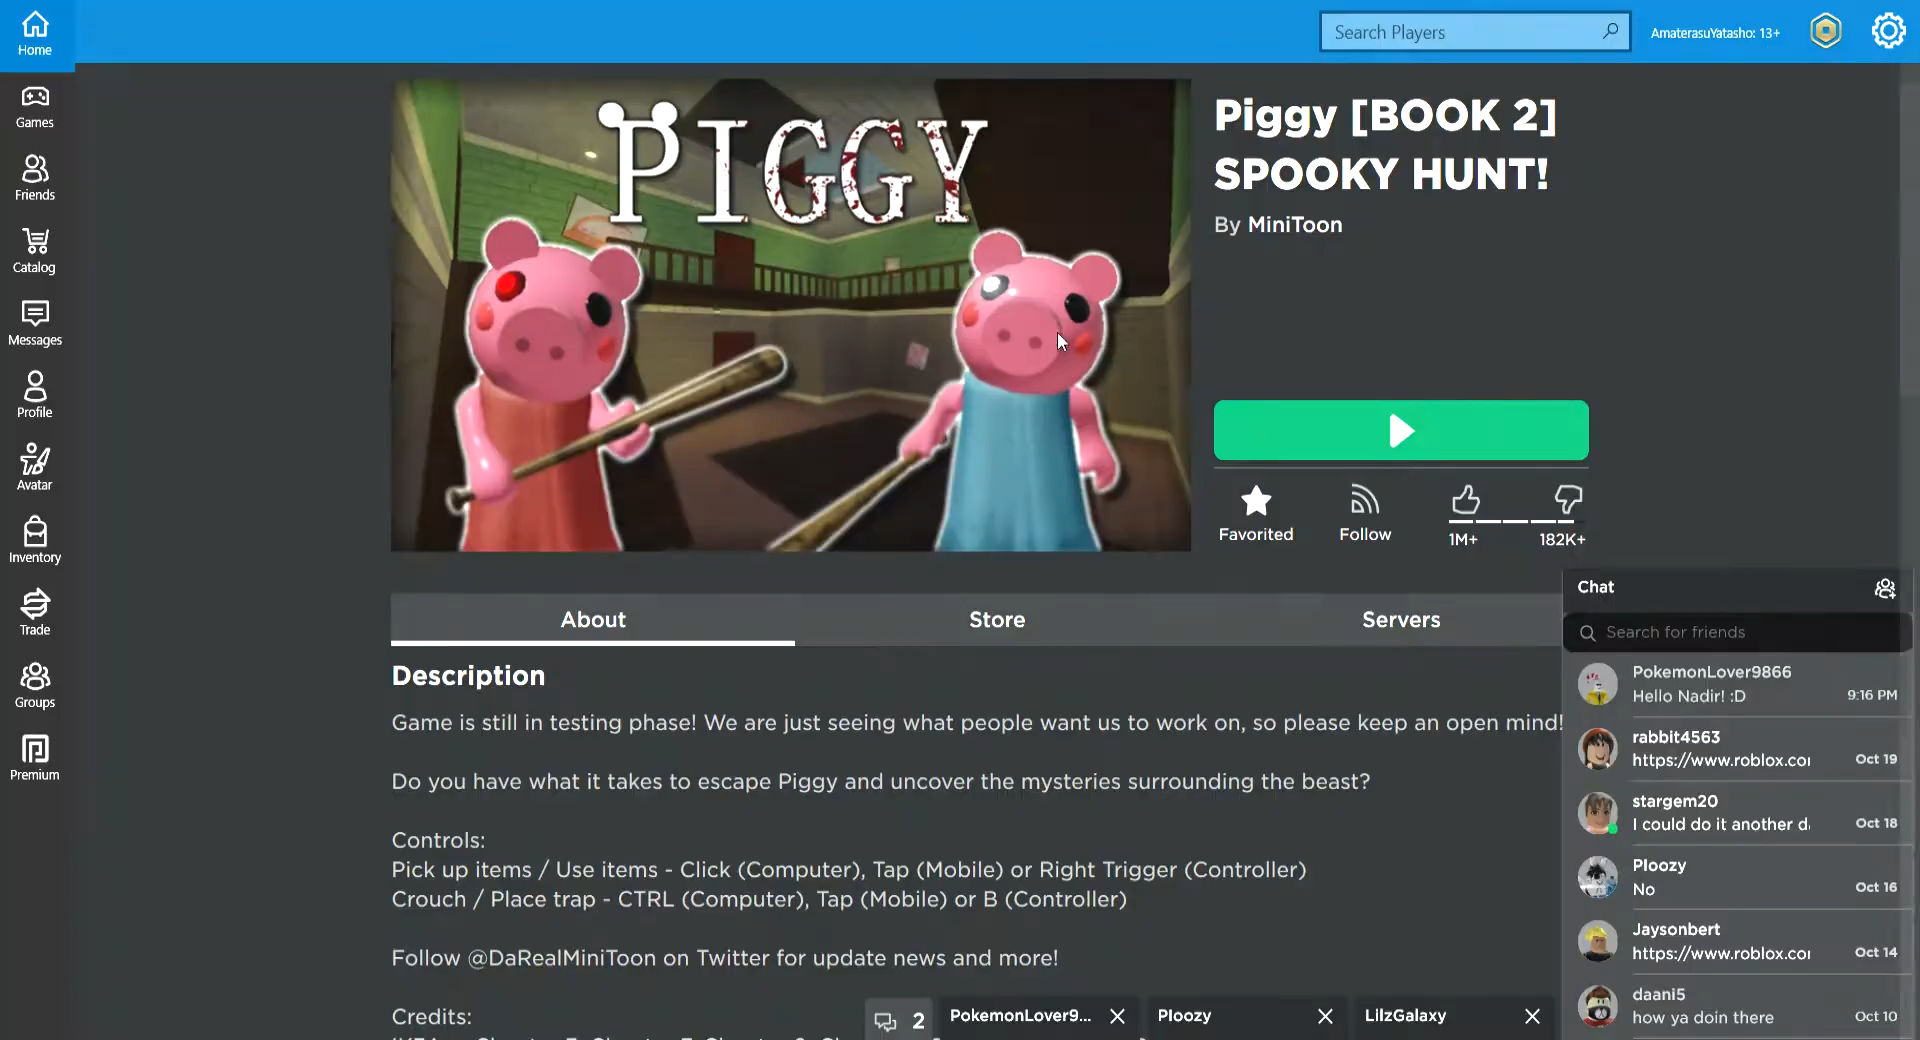 Home
Search Players
AmaterasuYatasho: 13+
Games
Friends
Catalog
Messages
Profile
Avatar
Inventory
Trade
Groups
Premium
PIGGY
Piggy [BOOK 2]
SPOOKY HUNT!
By MiniToon
Favorited
Follow
1M+
182K+
About
Store
Servers
Description
Game is still in testing phase! We are just seeing what people want us to work on, so please keep an open mind!
Do you have what it takes to escape Piggy and uncover the mysteries surrounding the beast?
Controls:
Pick up items / Use items - Click (Computer), Tap (Mobile) or Right Trigger (Controller)
Crouch / Place trap - CTRL (Computer), Tap (Mobile) or B (Controller)
Follow @DaRealMiniToon on Twitter for update news and more!
Credits:
Chat
Search for friends
PokemonLover9866
Hello Nadir! :D 9:16 PM
rabbit4563
https://www.roblox.co Oct 19
stargem20
I could do it another d Oct 18
Ploozy
No Oct 16
Jaysonbert
https://www.roblox.co Oct 14
daani5
how ya doin there Oct 10
2
PokemonLover9...
Ploozy
LilzGalaxy